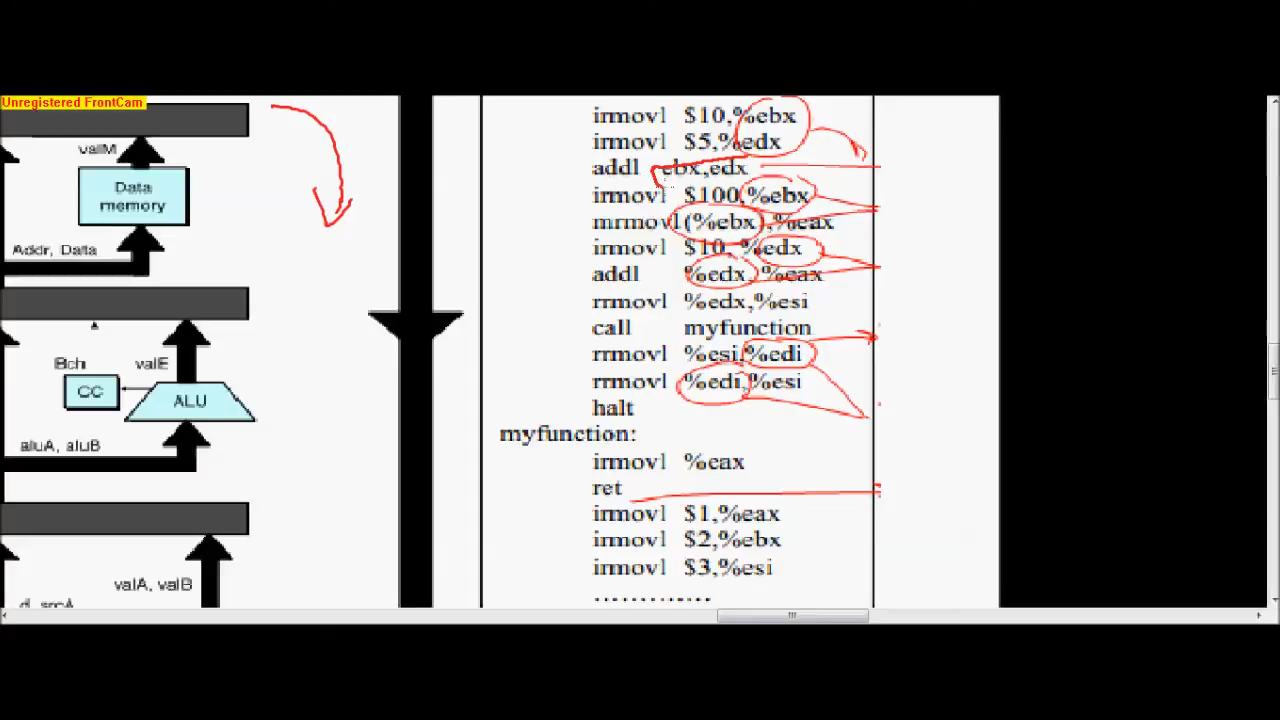 Unregistered FrontCam
valM
Data
memory
Addr, Data
Bch
valE
CC
ALU
aluA, aluB
valA, valB
d, srcA
irmovl $10,%ebx
irmovl $5,%edx
addl ebx,edx
irmovl $100,%ebx
mrmovl(%ebx),%eax
irmovl $10, %edx
addl %edx, %eax
rrmovl %edx,%esi
call myfunction
rrmovl %esi,%edi
rrmovl %edi,%esi
halt
myfunction:
irmovl %eax
ret
irmovl $1,%eax
irmovl $2,%ebx
irmovl $3,%esi
.............